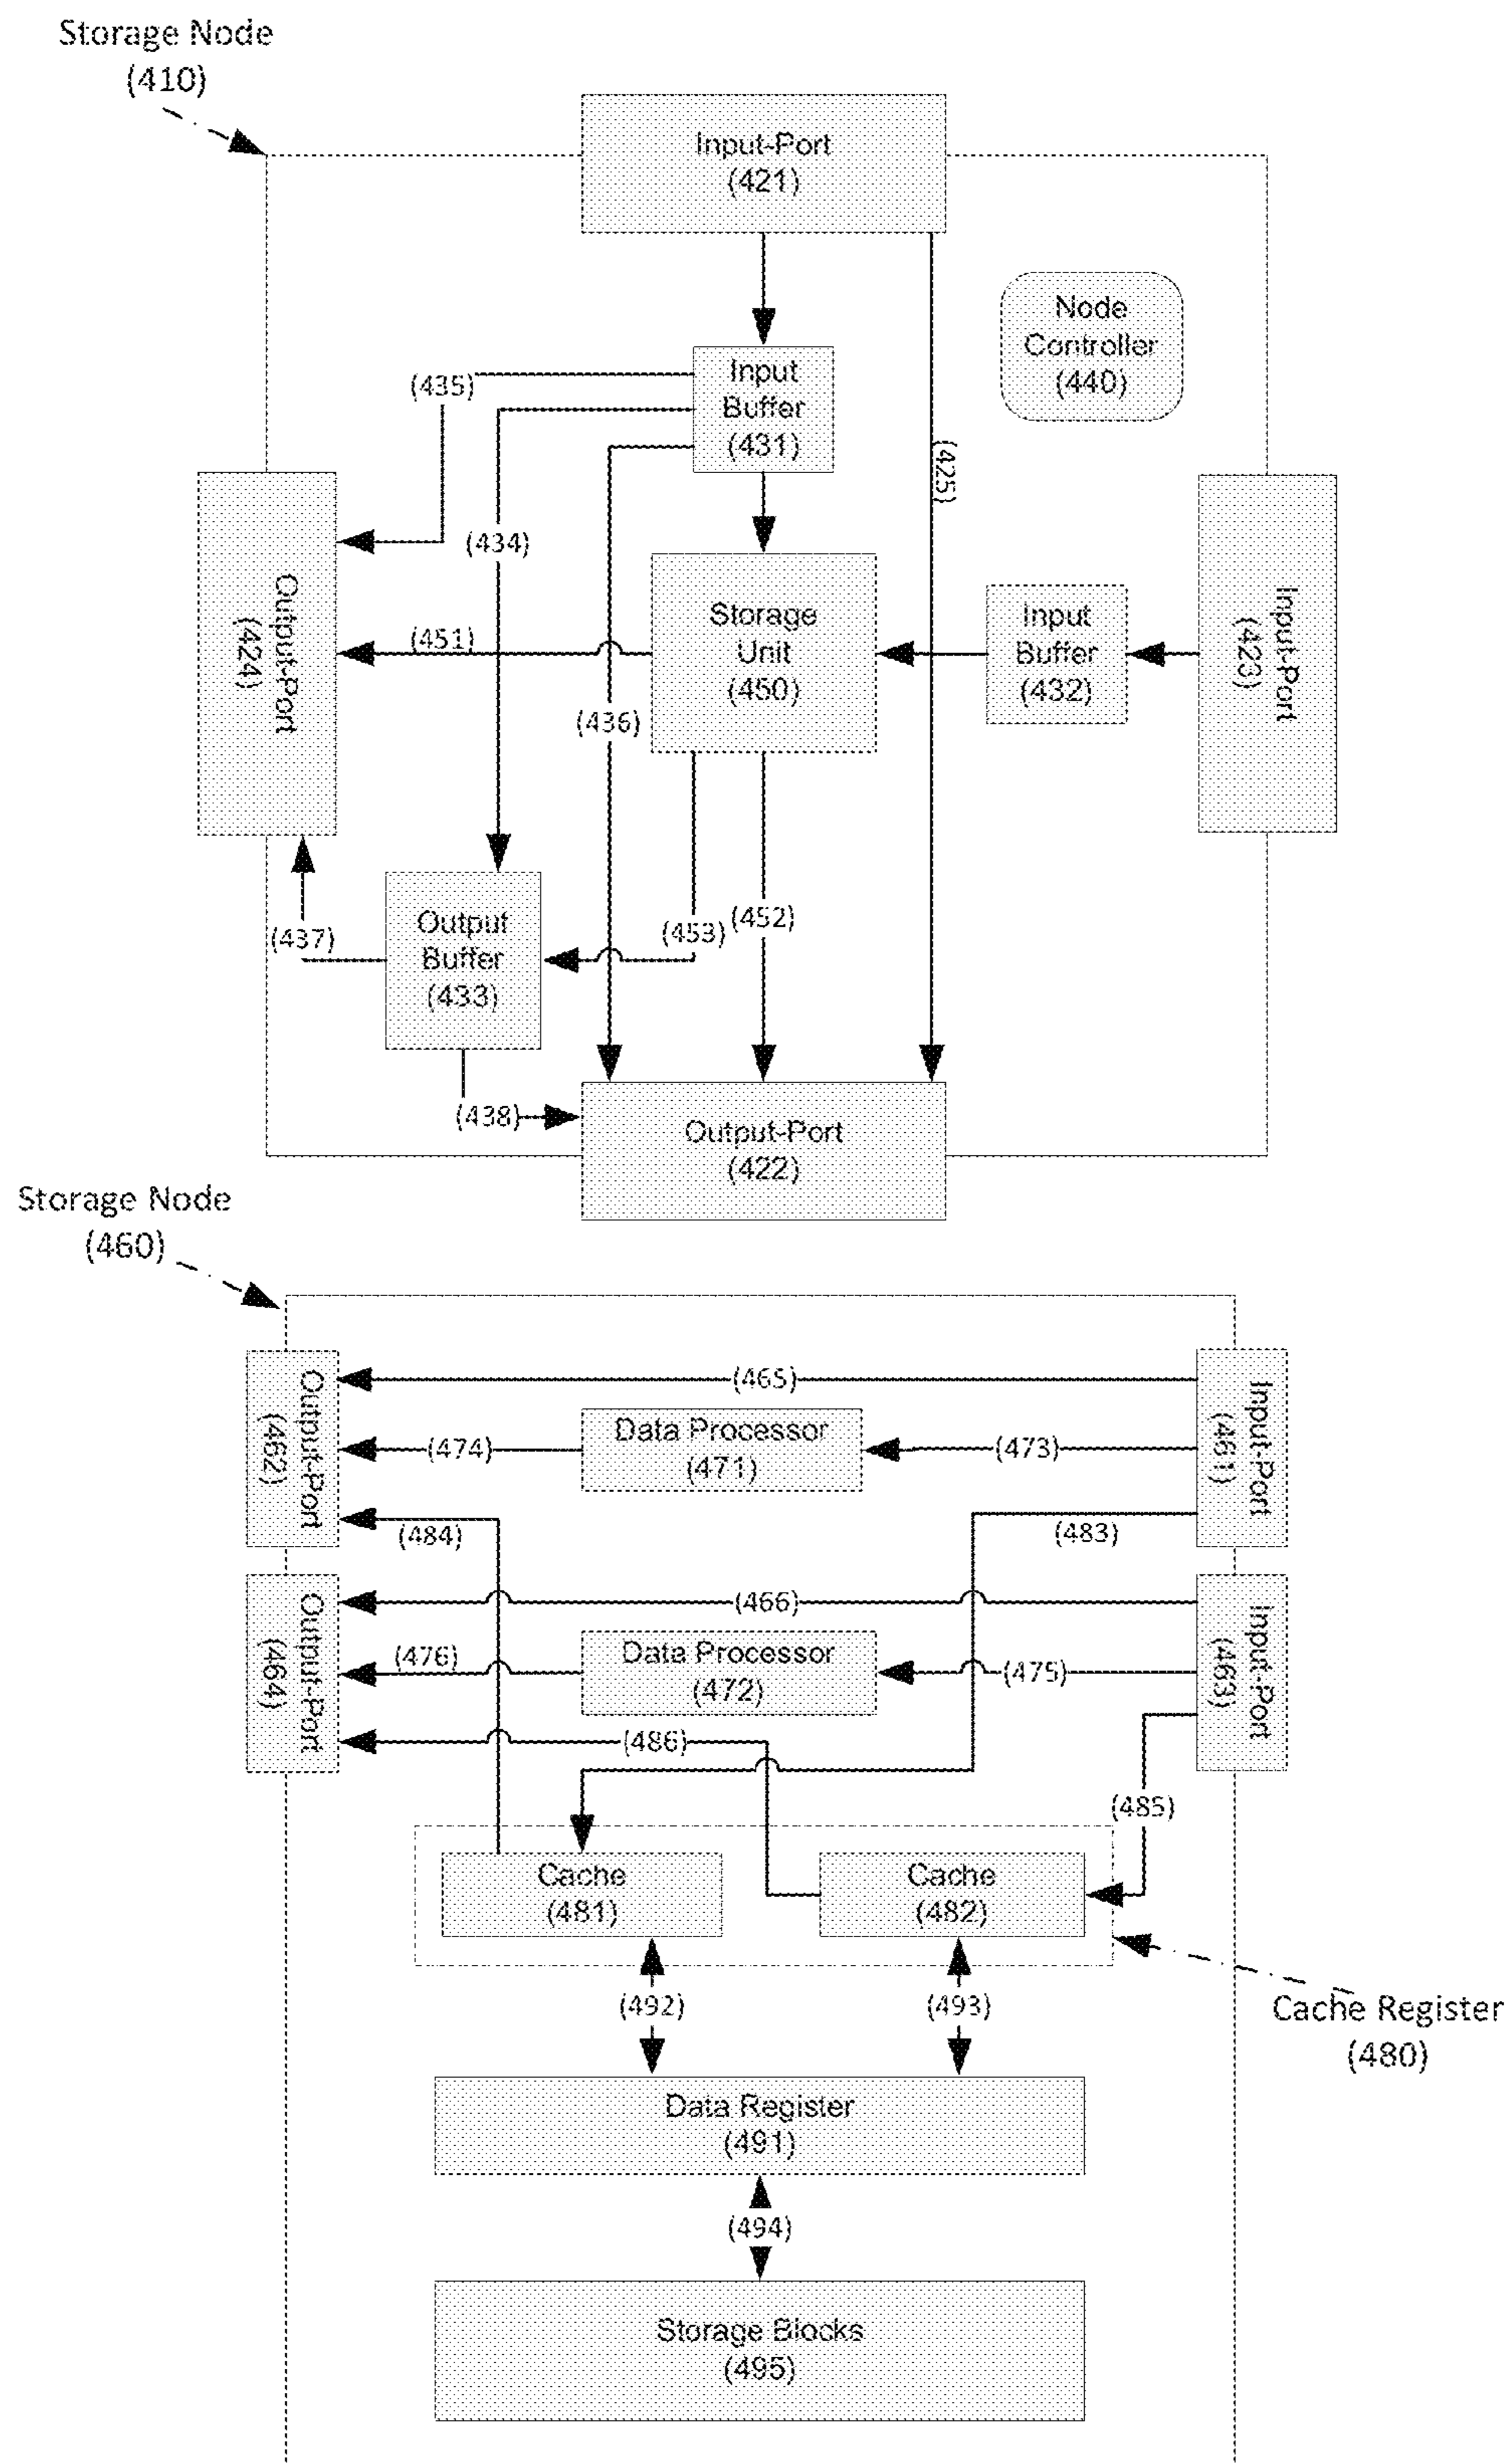 Storage Node
(410)
Input-Port
(421)
Node
Controller
(440)
Input
Buffer
(431)
(435)
(425)
(434)
Output-Port
(424)
Storage
Unit
(450)
(451)
Input
Buffer
(432)
Input-Port
(423)
(436)
Output
Buffer
(433)
(437)
(453)
(452)
(438)
Output-Port
(422)
Storage Node
(460)
Output-Port
(462)
(465)
Input-Port
(461)
Data Processor
(471)
(474)
(473)
(484)
(483)
Output-Port
(464)
(466)
Input-Port
(463)
Data Processor
(472)
(476)
(475)
(486)
(485)
Cache
(481)
Cache
(482)
(492)
(493)
Cache Register
(480)
Data Register
(491)
(494)
Storage Blocks
(495)